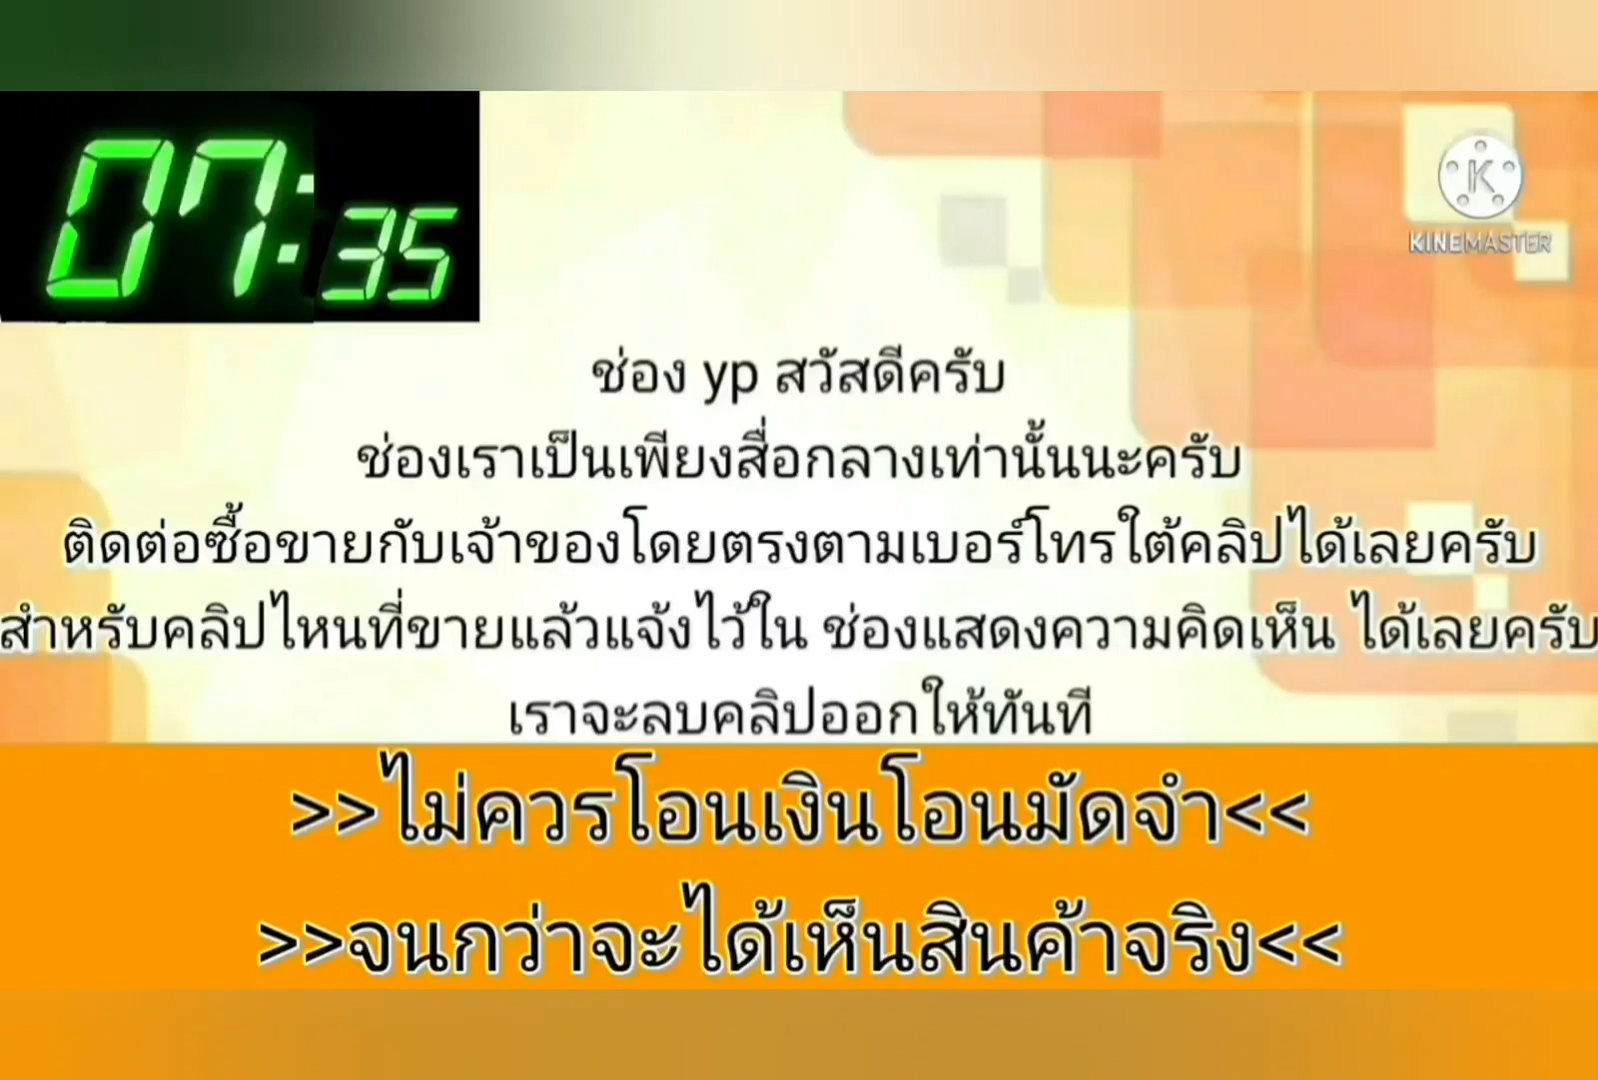 07:35
KINEMASTER
ช่อง yp สวัสดีครับ
ช่องเราเป็นเพียงสื่อกลางเท่านั้นนะครับ
ติดต่อซื้อขายกับเจ้าของโดยตรงตามเบอร์โทรใต้คลิปได้เลยครับ
สำหรับคลิปไหนที่ขายแล้วแจ้งไว้ใน ช่องแสดงความคิดเห็น ได้เลยครับ
เราจะลบคลิปออกให้ทันที
>>ไม่ควรโอนเงินโอนมัดจำ<<
>>จนกว่าจะได้เห็นสินค้าจริง<<